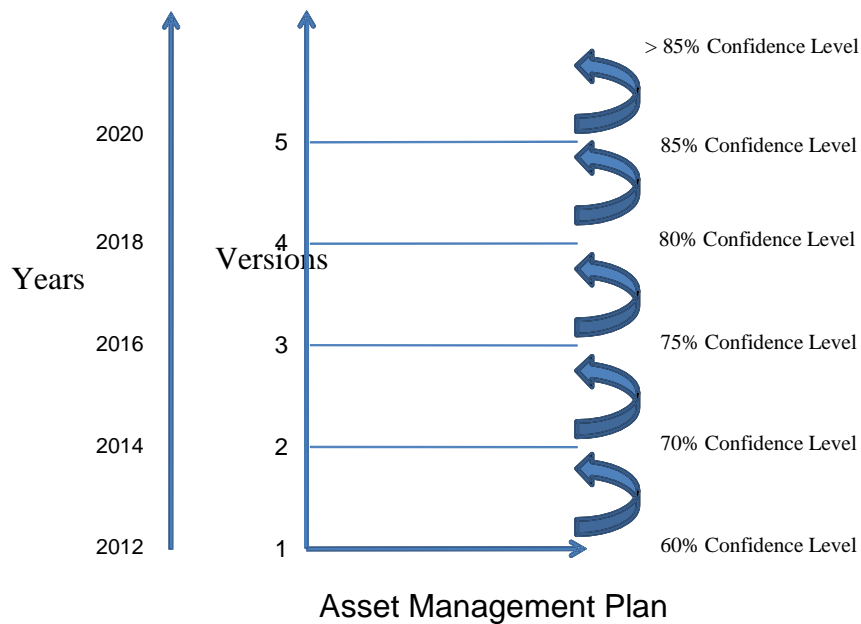 > 85% Confidence Level
2020
5
85% Confidence Level
2018
4
80% Confidence Level
Versions
Years
2016
3
75% Confidence Level
2014
2
70% Confidence Level
2012
1
60% Confidence Level
Asset Management Plan